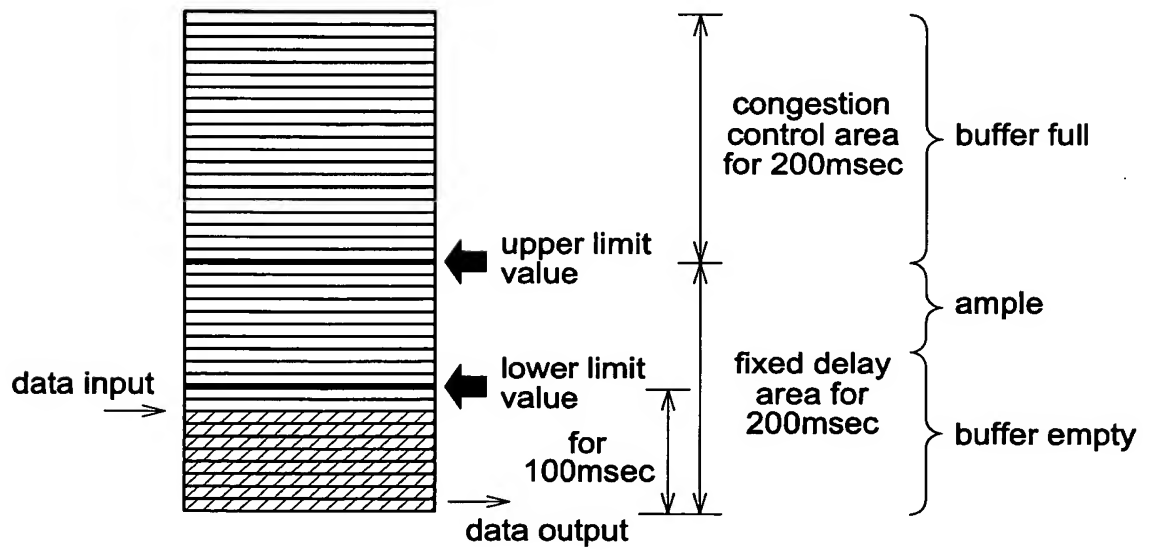 congestion
control area
for 200msec
buffer full
upper limit
value
ample
data input
lower limit
value
fixed delay
area for
200msec
for
100msec
buffer empty
data output